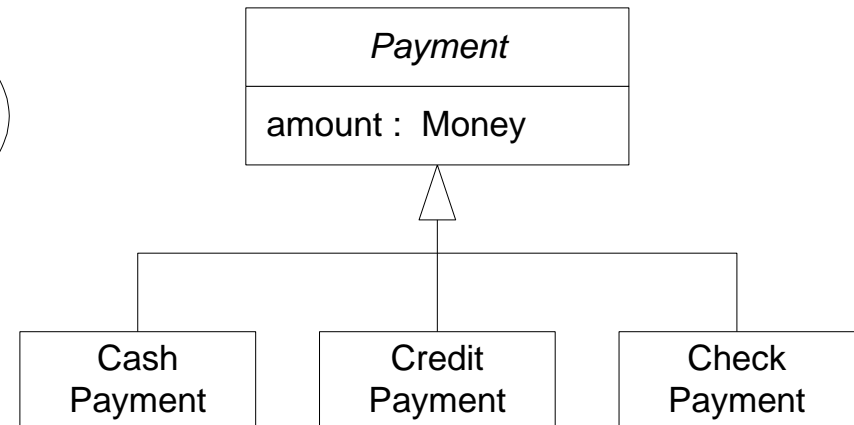 Payment
amount : Money
Cash
Payment
Credit
Payment
Check
Payment